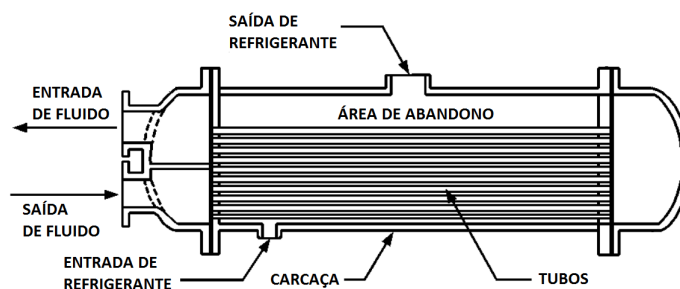 SAÍDA DE
REFRIGERANTE
ENTRADA
DE FLUIDO
ÁREA DE ABANDONO
SAÍDA
DE FLUIDO
ENTRADA DE
REFRIGERANTE
CARCAÇA
TUBOS